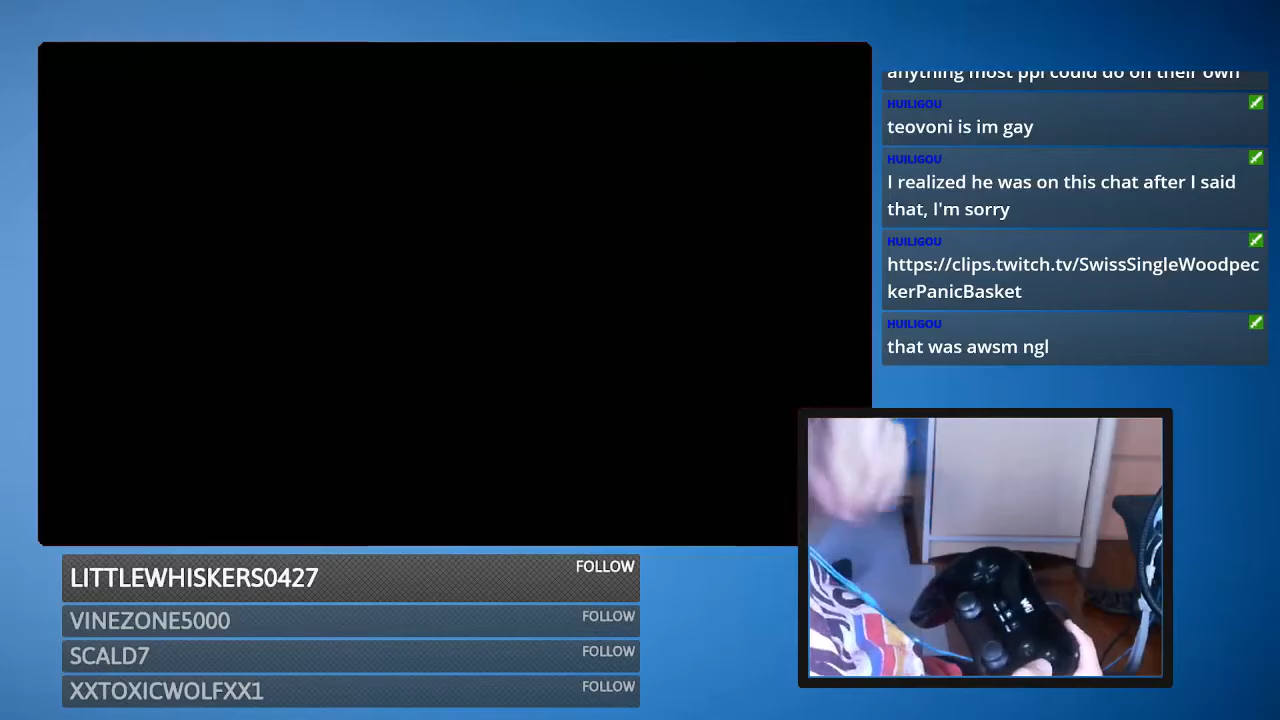 anything most ppl could do on their own
HUILIGOU
teovoni is im gay
HUILIGOU
I realized he was on this chat after I said
that, I'm sorry
HUILIGOU
https://clips.twitch.tv/SwissSingleWoodpec
kerPanicBasket
HUILIGOU
that was awsm ngl
LITTLEWHISKERS0427 FOLLOW
VINEZONE5000 FOLLOW
SCALD7 FOLLOW
XXTOXICWOLFXX1 FOLLOW
Wii